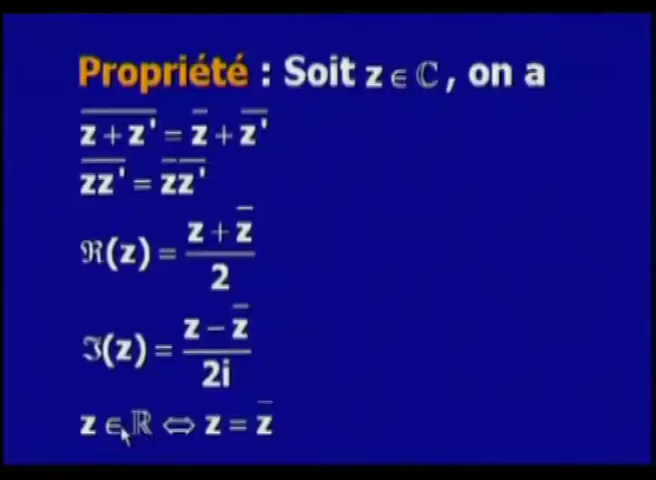 Propriété : Soit z ∈ ℂ, on a
z̅ ̅+̅ ̅z̅'̅ = z̅ + z̅'̅
z̅z̅'̅ = z̅ z̅'̅
ℜ(z) = (z + z̅)/2
ℑ(z) = (z − z̅)/2i
z ∈ ℝ ⇔ z = z̅